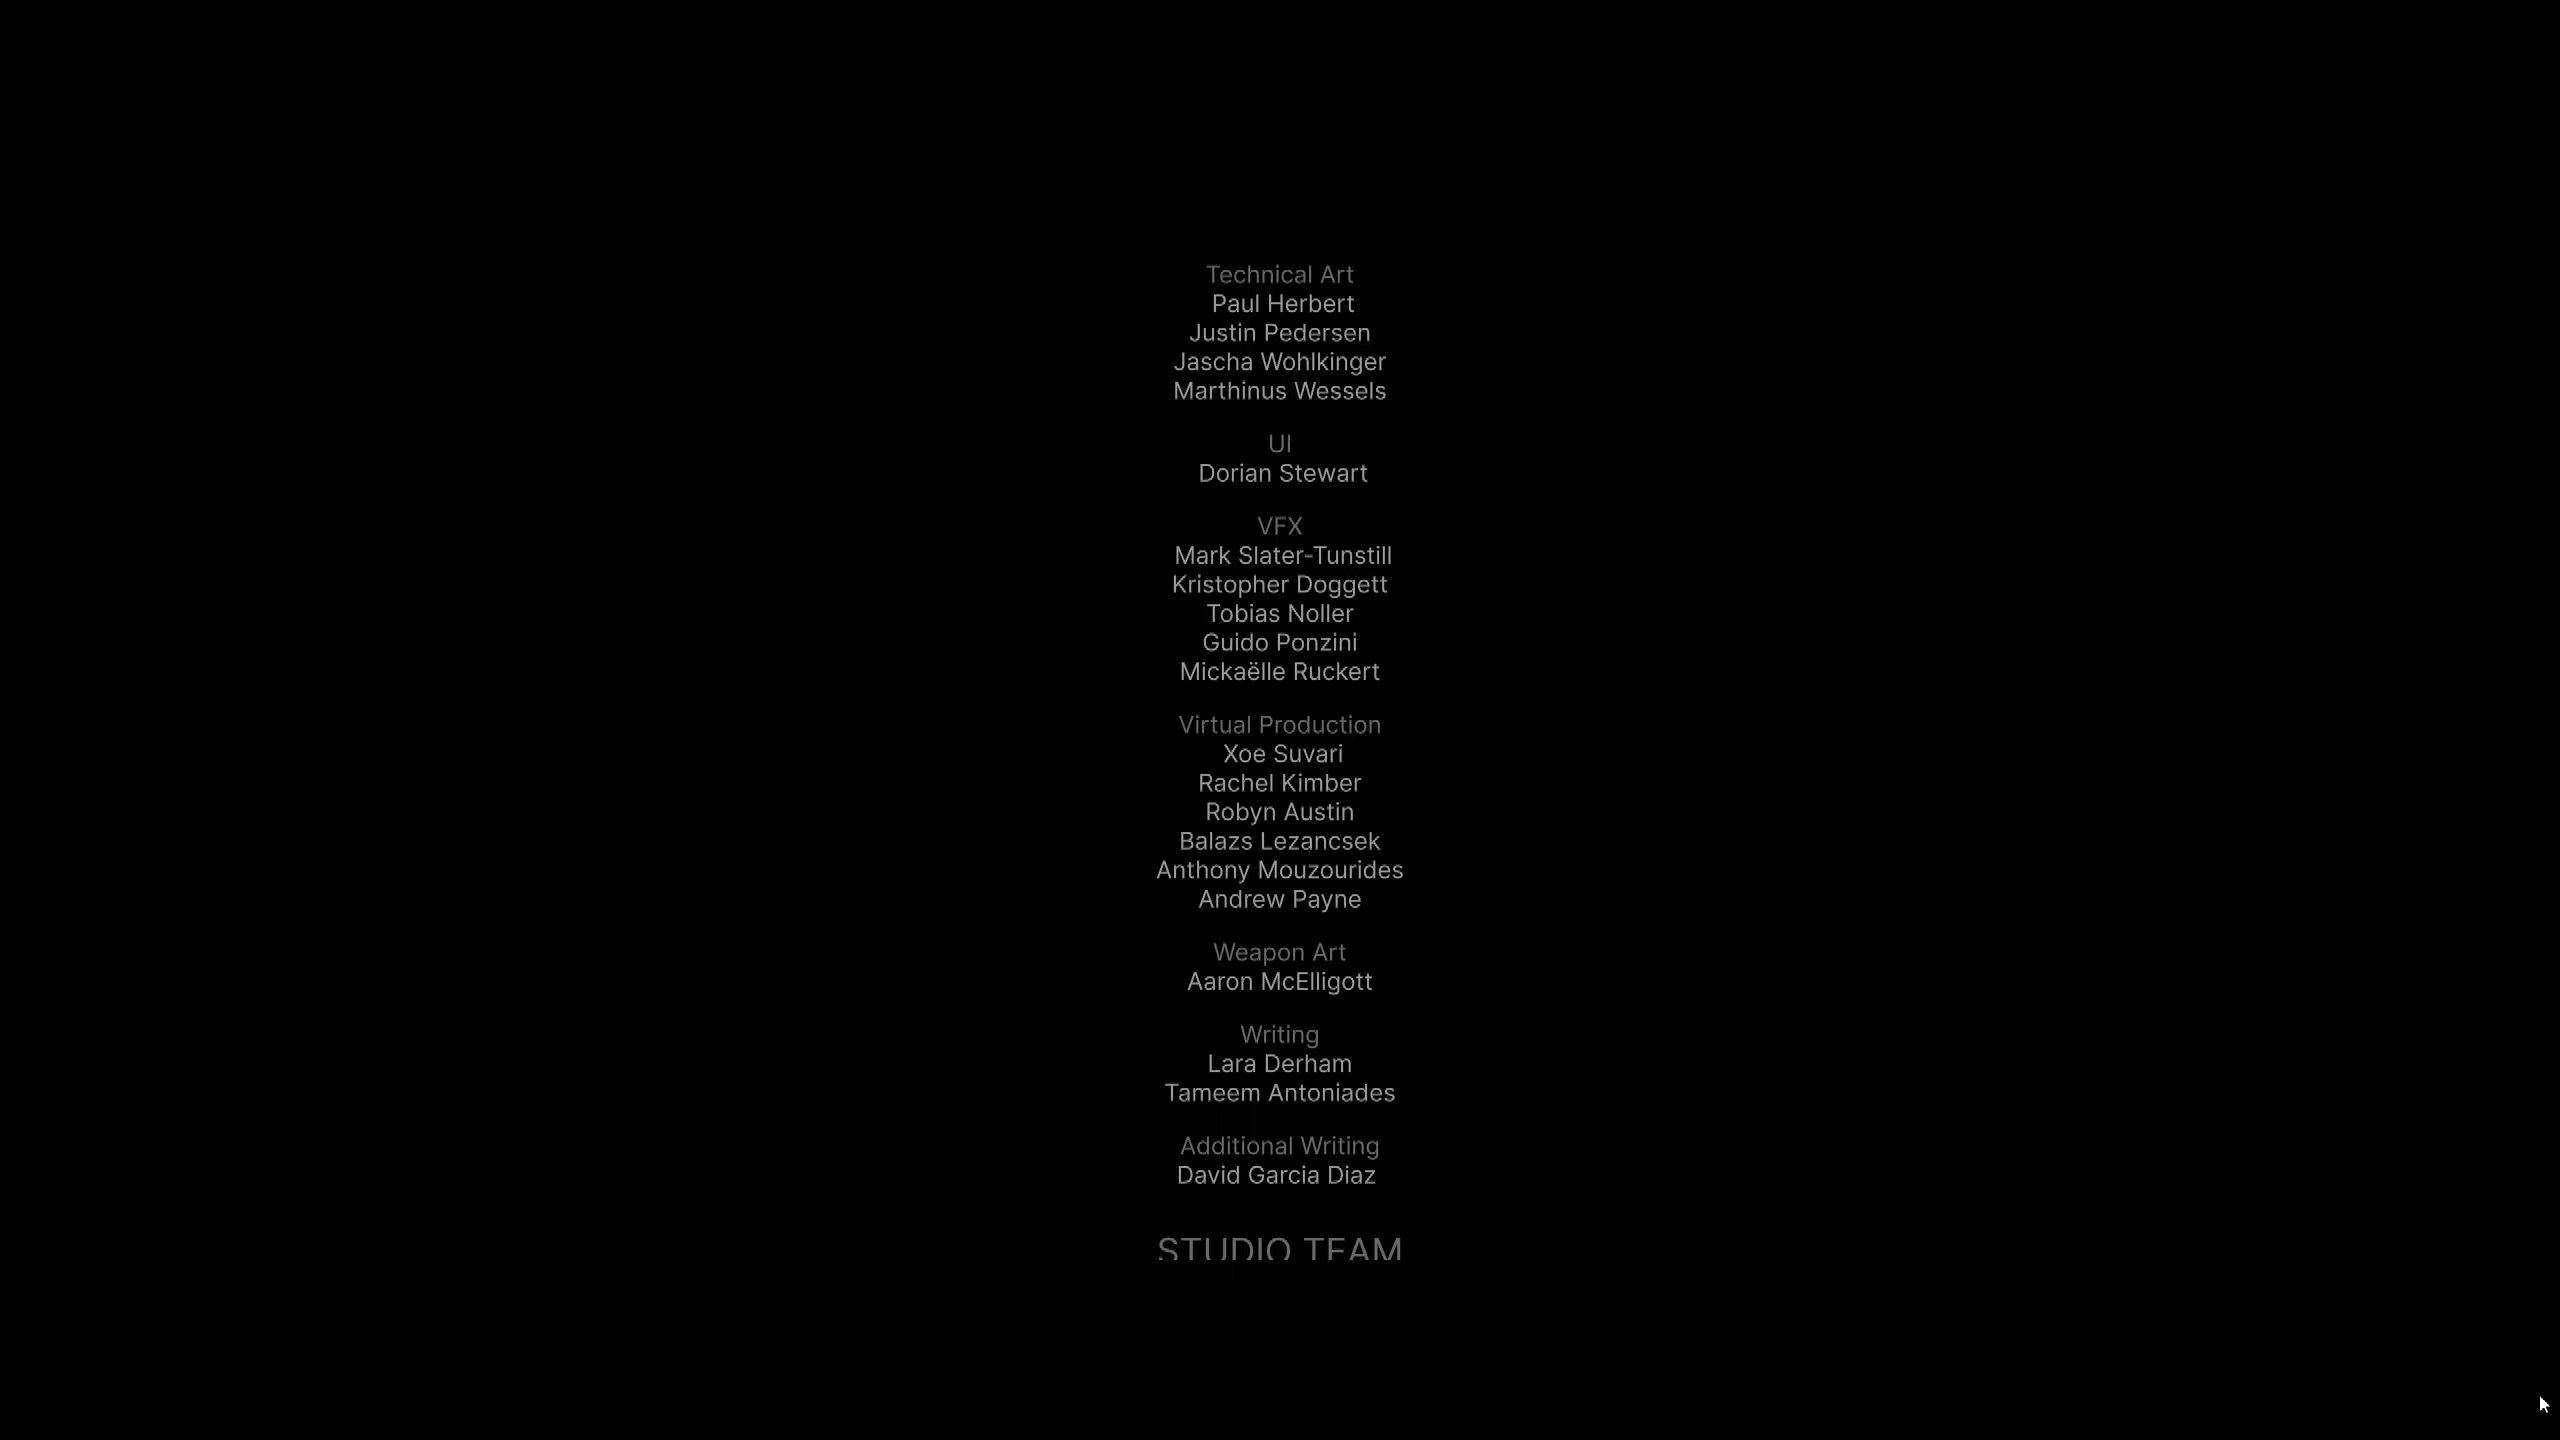 Technical Art
Paul Herbert
Justin Pedersen
Jascha Wohlkinger
Marthinus Wessels
UI
Dorian Stewart
VFX
Mark Slater-Tunstill
Kristopher Doggett
Tobias Noller
Guido Ponzini
Mickaëlle Ruckert
Virtual Production
Xoe Suvari
Rachel Kimber
Robyn Austin
Balazs Lezancsek
Anthony Mouzourides
Andrew Payne
Weapon Art
Aaron McElligott
Writing
Lara Derham
Tameem Antoniades
Additional Writing
David Garcia Diaz
STUDIO TEAM